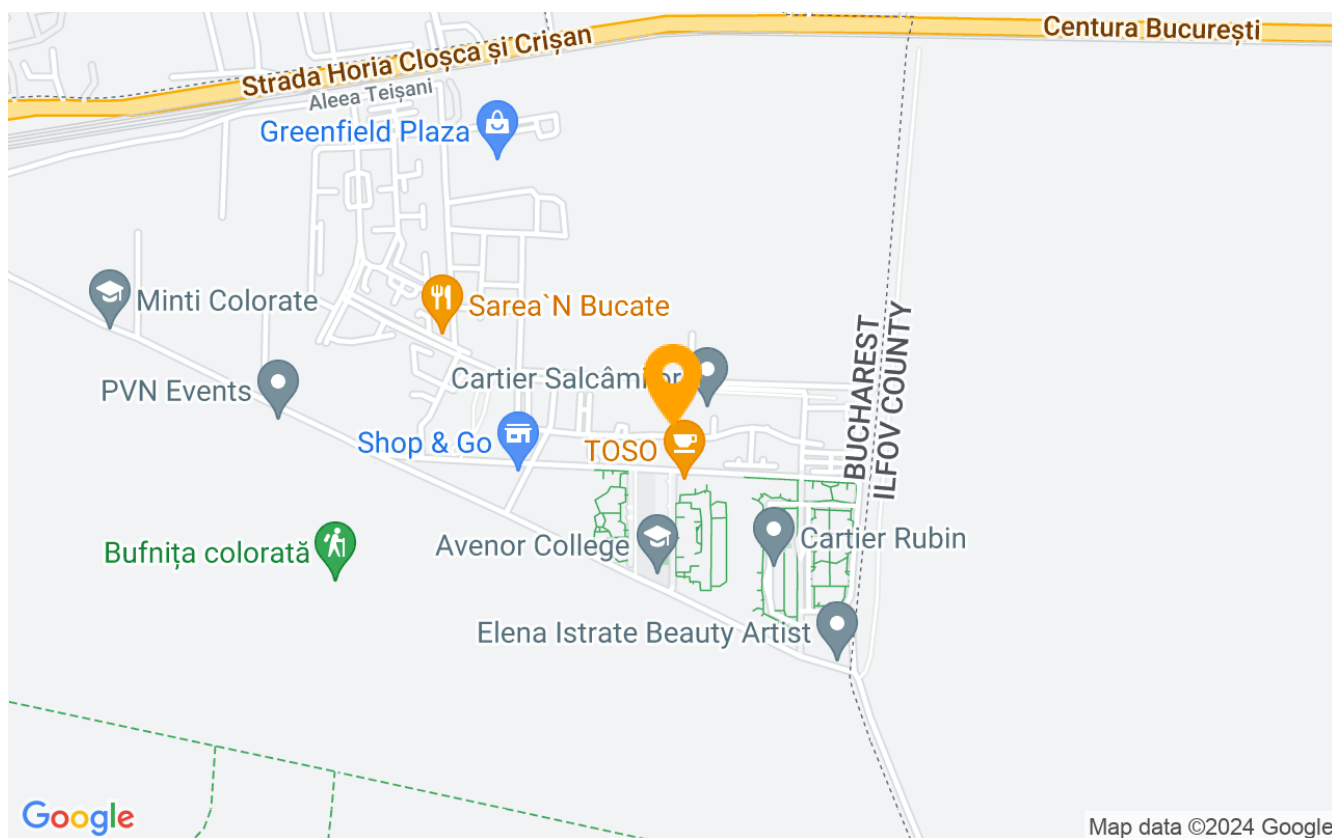 Centura București
Strada Horia Cloșca și Crișan
Aleea Teișani
Greenfield Plaza
Minti Colorate
Sarea`N Bucate
BUCHAREST
ILFOV COUNTY
PVN Events
Cartier Salcâmilor
Shop & Go
TOSO
Bufnița colorată
Avenor College
Cartier Rubin
Elena Istrate Beauty Artist
Google
Map data ©2024 Google